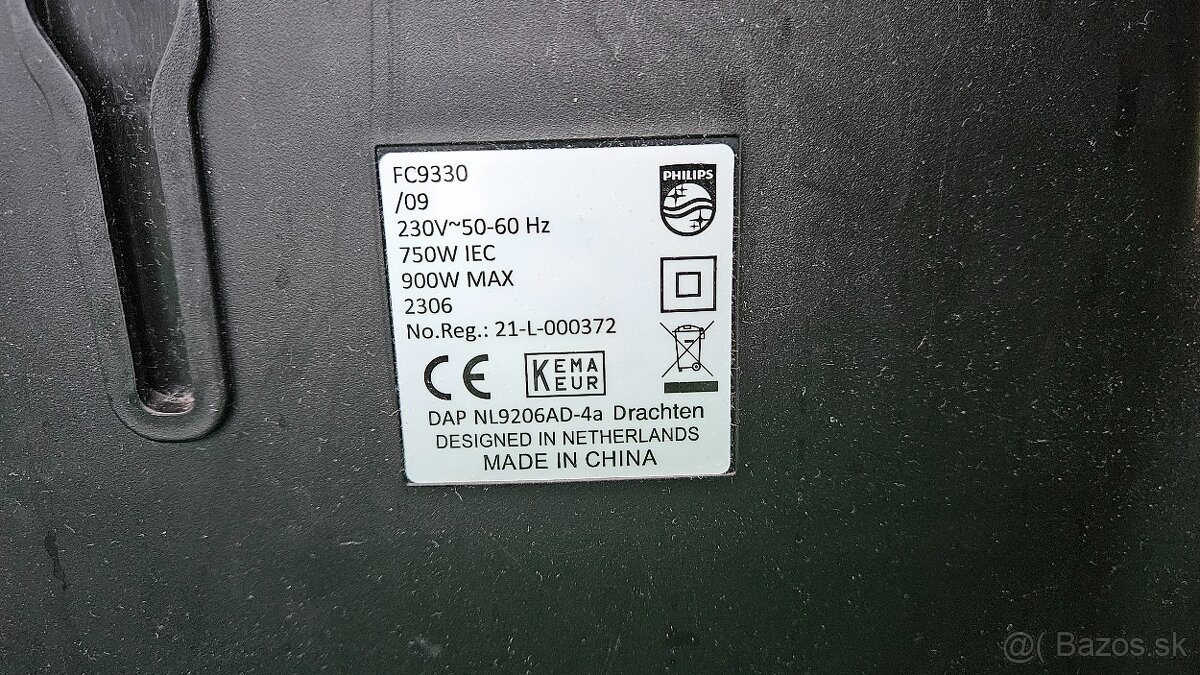 FC9330
/09
230V~50-60 Hz
750W IEC
900W MAX
2306
No.Reg.: 21-L-000372
PHILIPS
CE
KEMA
EUR
DAP NL9206AD-4a Drachten
DESIGNED IN NETHERLANDS
MADE IN CHINA
@( Bazos.sk